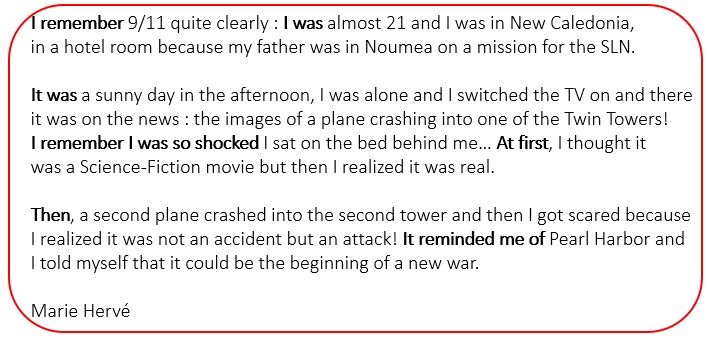 I remember 9/11 quite clearly : I was almost 21 and I was in New Caledonia,
in a hotel room because my father was in Noumea on a mission for the SLN.
It was a sunny day in the afternoon, I was alone and I switched the TV on and there
it was on the news : the images of a plane crashing into one of the Twin Towers!
I remember I was so shocked I sat on the bed behind me... At first, I thought it
was a Science-Fiction movie but then I realized it was real.
Then, a second plane crashed into the second tower and then I got scared because
I realized it was not an accident but an attack! It reminded me of Pearl Harbor and
I told myself that it could be the beginning of a new war.
Marie Hervé